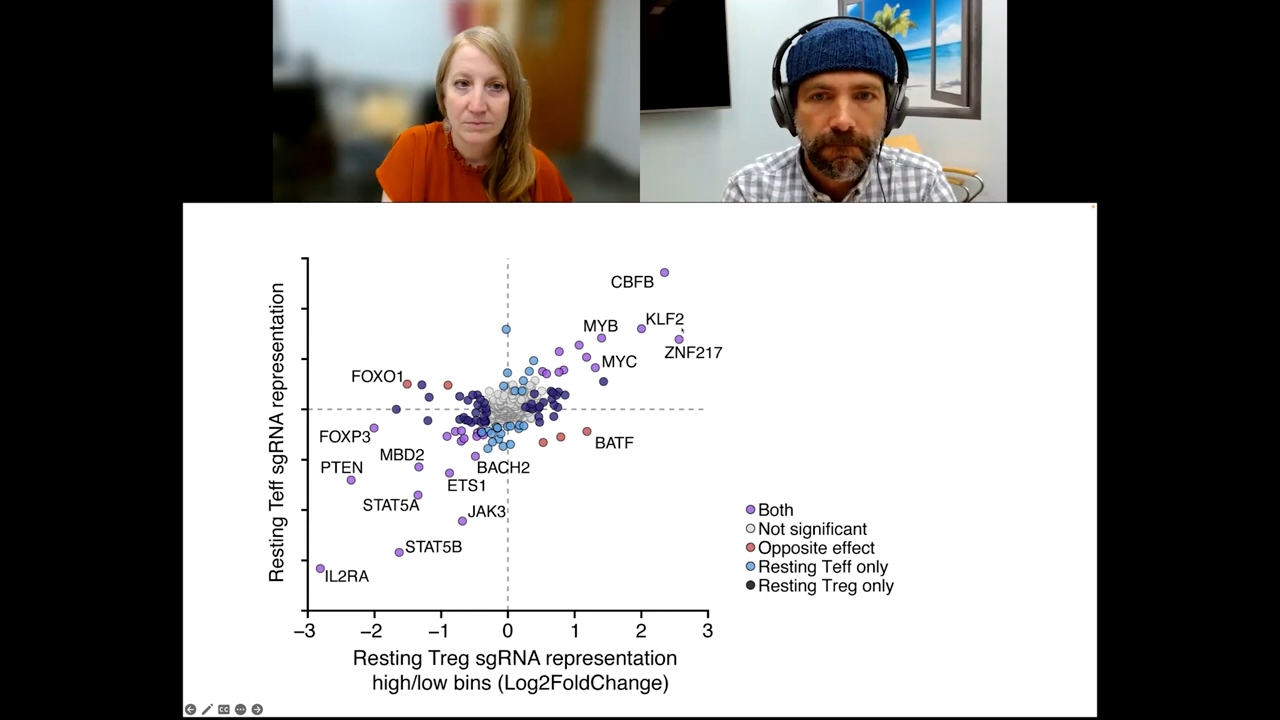 CBFB
KLF2
MYB
ZNF217
MYC
FOXO1
FOXP3
BATF
MBD2
PTEN
BACH2
ETS1
STAT5A
JAK3
STAT5B
IL2RA
Resting Teff sgRNA representation
Both
Not significant
Opposite effect
Resting Teff only
Resting Treg only
−3 −2 −1 0 1 2 3
Resting Treg sgRNA representation
high/low bins (Log2FoldChange)